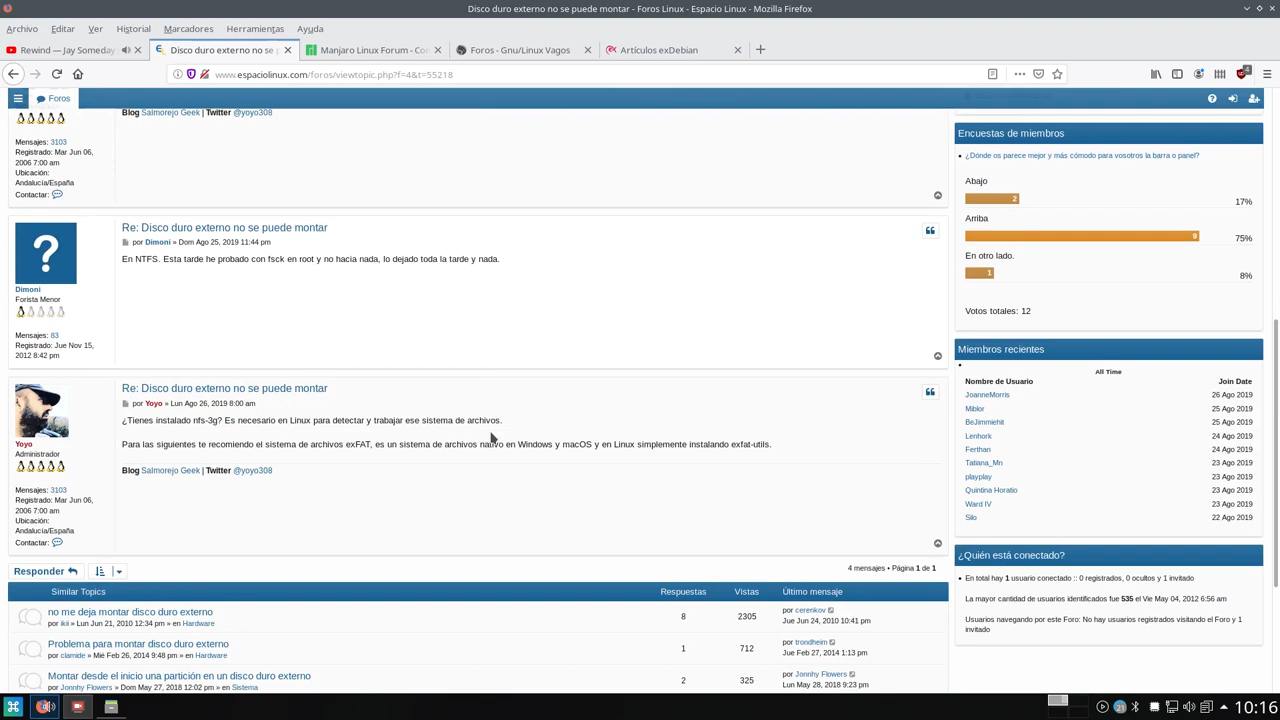 Disco duro externo no se puede montar - Foros Linux - Espacio Linux - Mozilla Firefox
Archivo Editar Ver Historial Marcadores Herramientas Ayuda
Rewind — Jay Someday
Disco duro externo no se p
Manjaro Linux Forum - Co
Foros - Gnu/Linux Vagos
Artículos exDebian
www.espaciolinux.com/foros/viewtopic.php?f=4&t=55218
4
Foros
Blog Salmorejo Geek | Twitter @yoyo308
Mensajes: 3103
Registrado: Mar Jun 06,
2006 7:00 am
Ubicación:
Andalucía/España
Contactar:
Re: Disco duro externo no se puede montar
por Dimoni » Dom Ago 25, 2019 11:44 pm
En NTFS. Esta tarde he probado con fsck en root y no hacia nada, lo dejado toda la tarde y nada.
Dimoni
Forista Menor
Mensajes: 83
Registrado: Jue Nov 15,
2012 8:42 pm
Re: Disco duro externo no se puede montar
por Yoyo » Lun Ago 26, 2019 8:00 am
¿Tienes instalado nfs-3g? Es necesario en Linux para detectar y trabajar ese sistema de archivos.
Para las siguientes te recomiendo el sistema de archivos exFAT, es un sistema de archivos nativo en Windows y macOS y en Linux simplemente instalando exfat-utils.
Blog Salmorejo Geek | Twitter @yoyo308
Yoyo
Administrador
Mensajes: 3103
Registrado: Mar Jun 06,
2006 7:00 am
Ubicación:
Andalucía/España
Contactar:
Responder
4 mensajes • Página 1 de 1
Similar Topics Respuestas Vistas Último mensaje
no me deja montar disco duro externo
por ikii » Lun Jun 21, 2010 12:34 pm » en Hardware
8 2305
por cerenkov
Jue Jun 24, 2010 10:41 pm
Problema para montar disco duro externo
por clamide » Mié Feb 26, 2014 9:48 pm » en Hardware
1 712
por trondheim
Jue Feb 27, 2014 1:13 pm
Montar desde el inicio una partición en un disco duro externo
por Jonnhy Flowers » Dom May 27, 2018 12:02 pm » en Sistema
2 325
por Jonnhy Flowers
Lun May 28, 2018 9:23 pm
Encuestas de miembros
¿Dónde os parece mejor y más cómodo para vosotros la barra o panel?
Abajo
2 17%
Arriba
9 75%
En otro lado.
1 8%
Votos totales: 12
Miembros recientes
All Time
Nombre de Usuario Join Date
JoanneMorris 26 Ago 2019
Miblor 25 Ago 2019
BeJimmiehit 25 Ago 2019
Lenhork 24 Ago 2019
Ferthan 24 Ago 2019
Tatiana_Mn 23 Ago 2019
playplay 23 Ago 2019
Quintina Horatio 23 Ago 2019
Ward IV 23 Ago 2019
Silo 22 Ago 2019
¿Quién está conectado?
En total hay 1 usuario conectado :: 0 registrados, 0 ocultos y 1 invitado
La mayor cantidad de usuarios identificados fue 535 el Vie May 04, 2012 6:56 am
Usuarios navegando por este Foro: No hay usuarios registrados visitando el Foro y 1
invitado
21
10:16